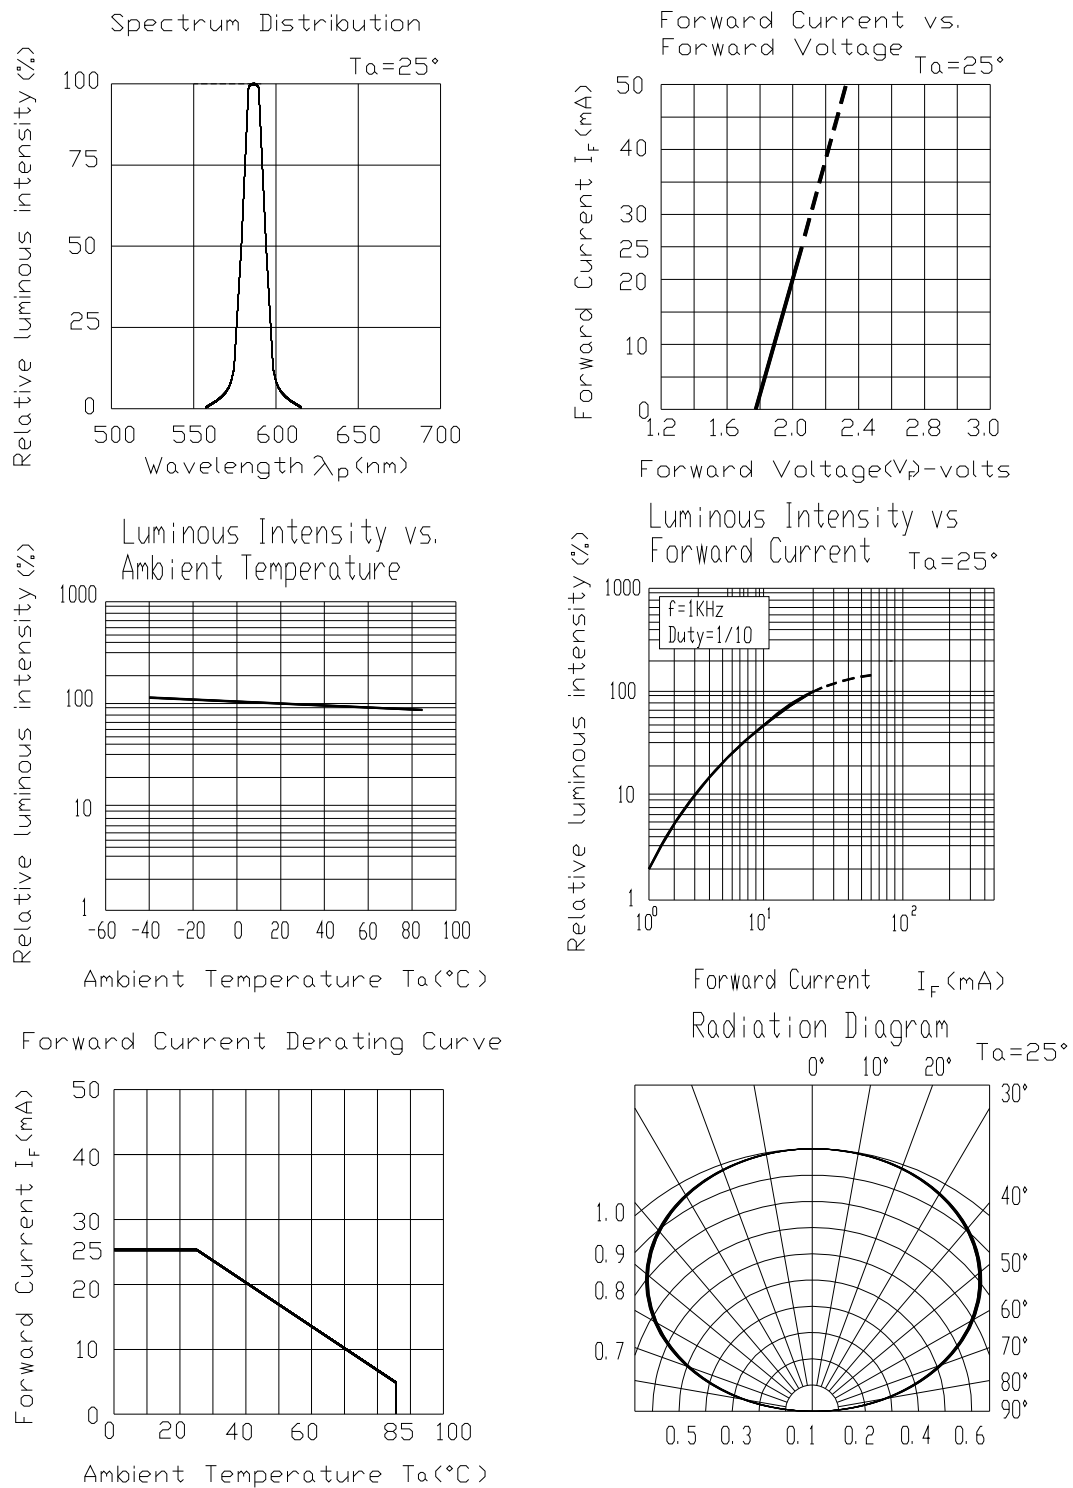 Spectrum Distribution
Ta=25°
Relative luminous intensity (%)
100
75
50
25
0
500 550 600 650 700
Wavelength λp(nm)
Forward Current vs.
Forward Voltage
Ta=25°
Forward Current IF(mA)
50
40
30
25
20
10
0
1.2 1.6 2.0 2.4 2.8 3.0
Forward Voltage(VF)-volts
Luminous Intensity vs.
Ambient Temperature
Relative luminous intensity (%)
1000
100
10
1
-60 -40 -20 0 20 40 60 80 100
Ambient Temperature Ta(°C)
Luminous Intensity vs
Forward Current
Ta=25°
Relative luminous intensity (%)
1000
f=1KHz
Duty=1/10
100
10
1
10⁰ 10¹ 10²
Forward Current IF(mA)
Forward Current Derating Curve
Forward Current IF(mA)
50
40
30
25
20
10
0
0 20 40 60 85 100
Ambient Temperature Ta(°C)
Radiation Diagram
Ta=25°
0° 10° 20°
30°
40°
50°
60°
70°
80°
90°
1.0
0.9
0.8
0.7
0.5 0.3 0.1 0.2 0.4 0.6